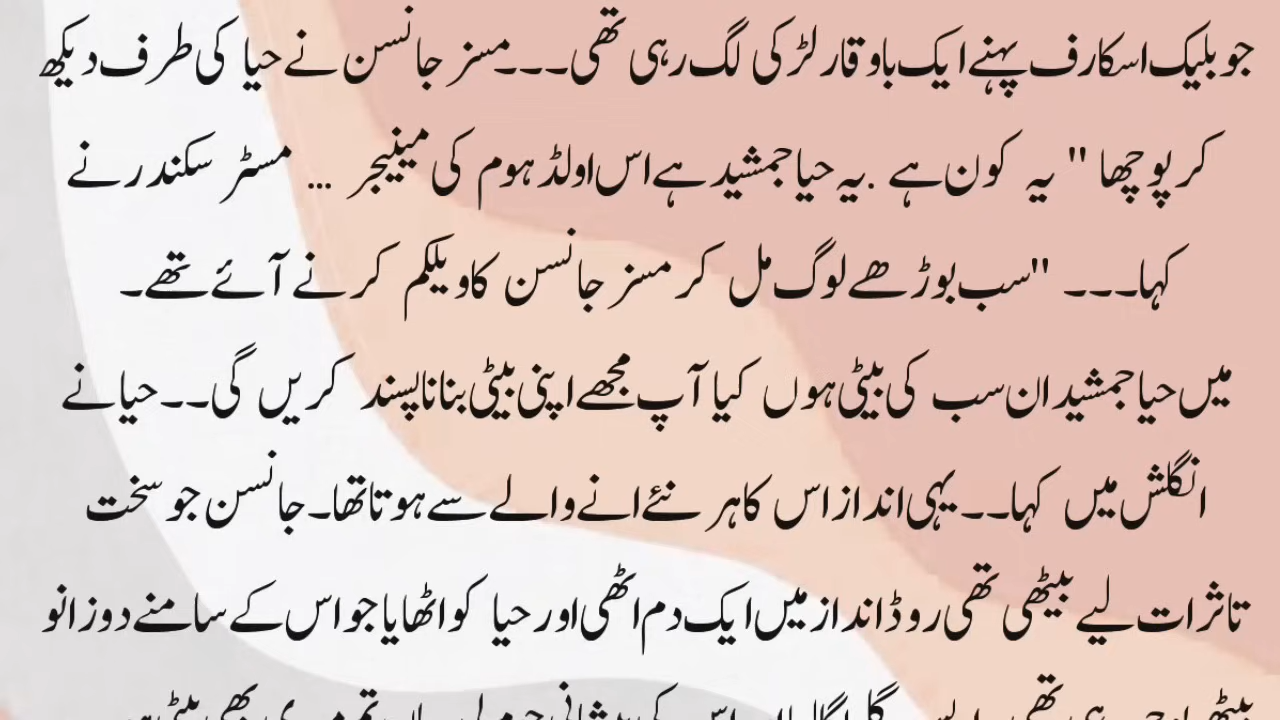 جو بلیک اسکارف پہنے ایک باوقار لڑکی لگ رہی تھی۔۔۔مسز جانسن نے حیا کی طرف دیکھ
کر پوچھا " یہ کون ہے .یہ حیا جمشید ہے اس اولڈ ہوم کی مینیجر ... مسٹر سکندر نے
کہا۔۔۔ "سب بوڑھے لوگ مل کر مسز جانسن کا ویلکم کرنے آئے تھے۔
میں حیا جمشید ان سب کی بیٹی ہوں کیا آپ مجھے اپنی بیٹی بنانا پسند کریں گی۔۔حیا نے
انگلش میں کہا۔۔یہی انداز اس کا ہر نئے انے والے سے ہوتا تھا۔جانسن جو سخت
تاثرات لیے بیٹھی تھی روڈ انداز میں ایک دم اٹھی اور حیا کو اٹھایا جو اس کے سامنے دوزانو